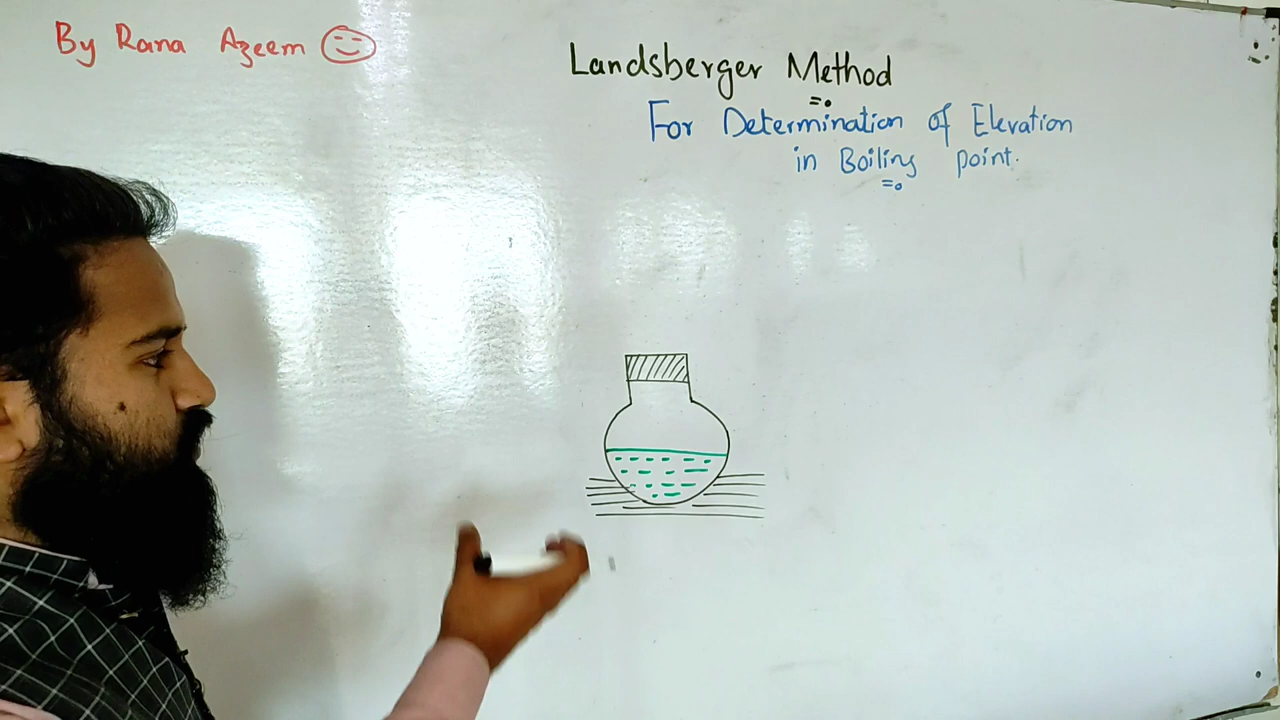 By Rana Azeem
Landsberger Method
For Determination of Elevation
in Boiling point.